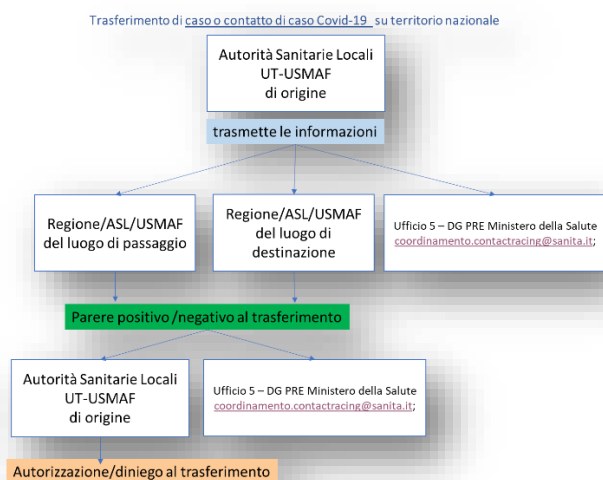 Trasferimento di caso o contatto di caso Covid-19 su territorio nazionale
Autorità Sanitarie Locali
UT-USMAF
di origine
trasmette le informazioni
Regione/ASL/USMAF
del luogo di passaggio
Regione/ASL/USMAF
del luogo di
destinazione
Ufficio 5 – DG PRE Ministero della Salute
coordinamento.contactracing@sanita.it;
Parere positivo/negativo al trasferimento
Autorità Sanitarie Locali
UT-USMAF
di origine
Ufficio 5 – DG PRE Ministero della Salute
coordinamento.contactracing@sanita.it;
Autorizzazione/diniego al trasferimento